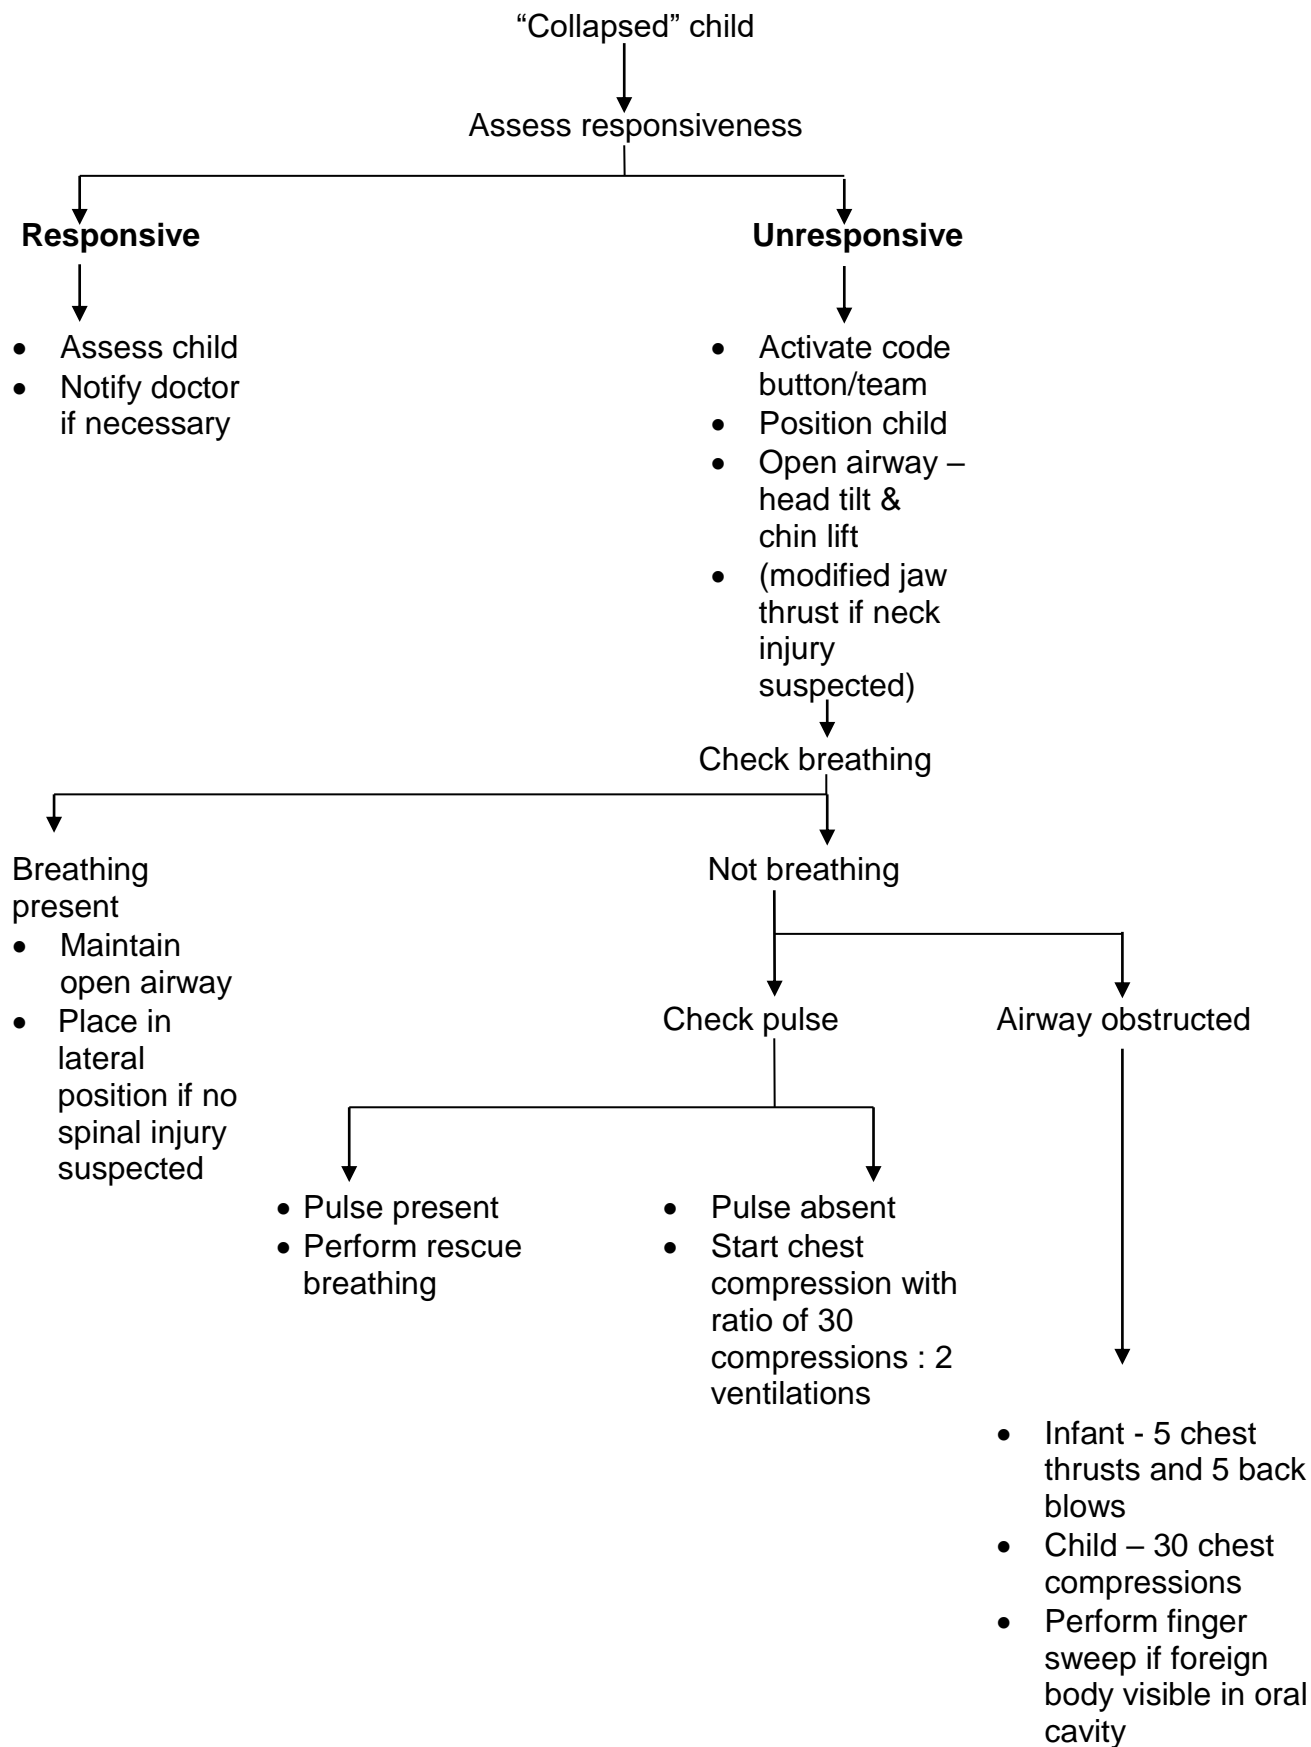 “Collapsed” child
Assess responsiveness
Responsive
Unresponsive
• Assess child
• Notify doctor
if necessary
• Activate code
button/team
• Position child
• Open airway –
head tilt &
chin lift
• (modified jaw
thrust if neck
injury
suspected)
Check breathing
Breathing
present
• Maintain
open airway
• Place in
lateral
position if no
spinal injury
suspected
Not breathing
Check pulse
Airway obstructed
• Pulse present
• Perform rescue
breathing
• Pulse absent
• Start chest
compression with
ratio of 30
compressions : 2
ventilations
• Infant - 5 chest
thrusts and 5 back
blows
• Child – 30 chest
compressions
• Perform finger
sweep if foreign
body visible in oral
cavity